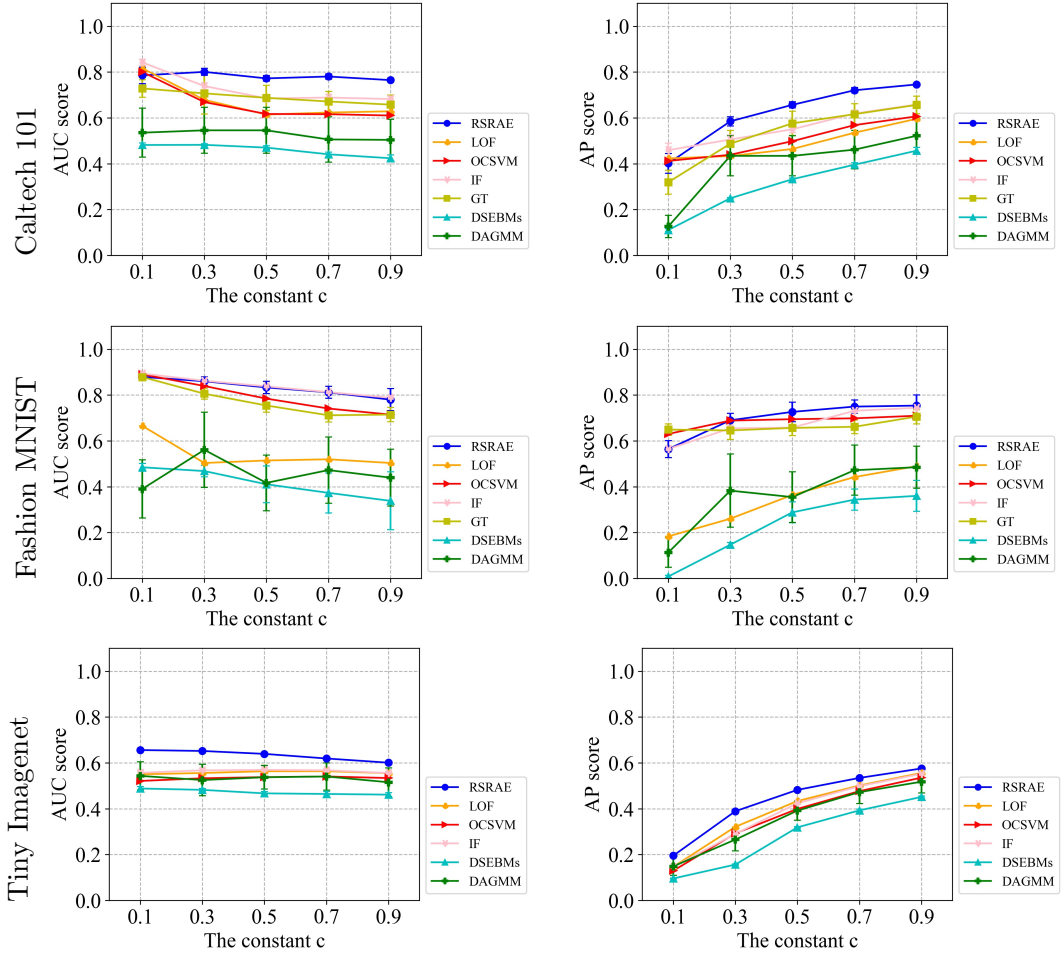 Caltech 101
AUC score
1.0
0.8
0.6
0.4
0.2
0.0
0.1 0.3 0.5 0.7 0.9
The constant c
RSRAE
LOF
OCSVM
IF
GT
DSEBMs
DAGMM
AP score
1.0
0.8
0.6
0.4
0.2
0.0
0.1 0.3 0.5 0.7 0.9
The constant c
RSRAE
LOF
OCSVM
IF
GT
DSEBMs
DAGMM
Fashion MNIST
AUC score
1.0
0.8
0.6
0.4
0.2
0.0
0.1 0.3 0.5 0.7 0.9
The constant c
RSRAE
LOF
OCSVM
IF
GT
DSEBMs
DAGMM
AP score
1.0
0.8
0.6
0.4
0.2
0.0
0.1 0.3 0.5 0.7 0.9
The constant c
RSRAE
LOF
OCSVM
IF
GT
DSEBMs
DAGMM
Tiny Imagenet
AUC score
1.0
0.8
0.6
0.4
0.2
0.0
0.1 0.3 0.5 0.7 0.9
The constant c
RSRAE
LOF
OCSVM
IF
DSEBMs
DAGMM
AP score
1.0
0.8
0.6
0.4
0.2
0.0
0.1 0.3 0.5 0.7 0.9
The constant c
RSRAE
LOF
OCSVM
IF
DSEBMs
DAGMM